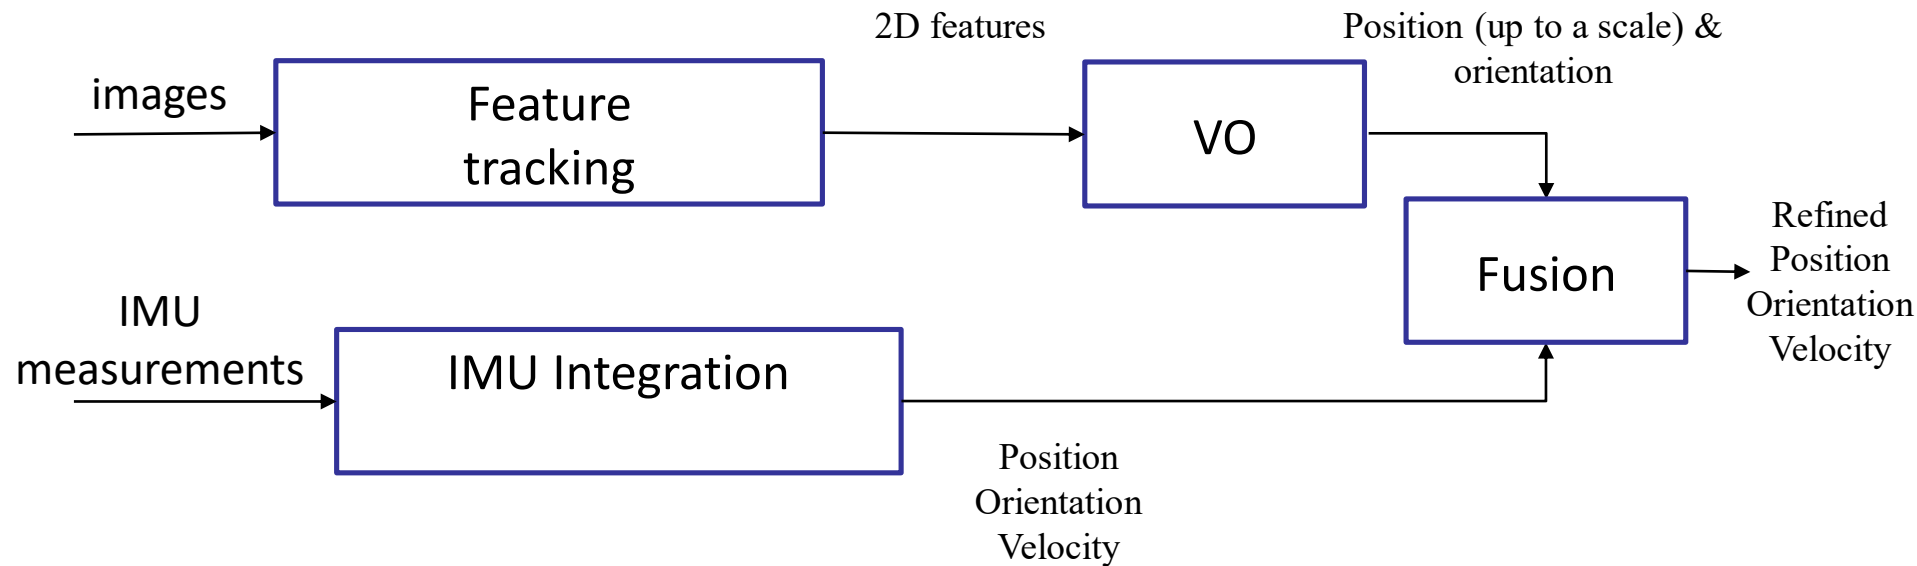 2D features
Position (up to a scale) &
orientation
images
Feature
tracking
VO
Fusion
Refined
Position
Orientation
Velocity
IMU
measurements
IMU Integration
Position
Orientation
Velocity